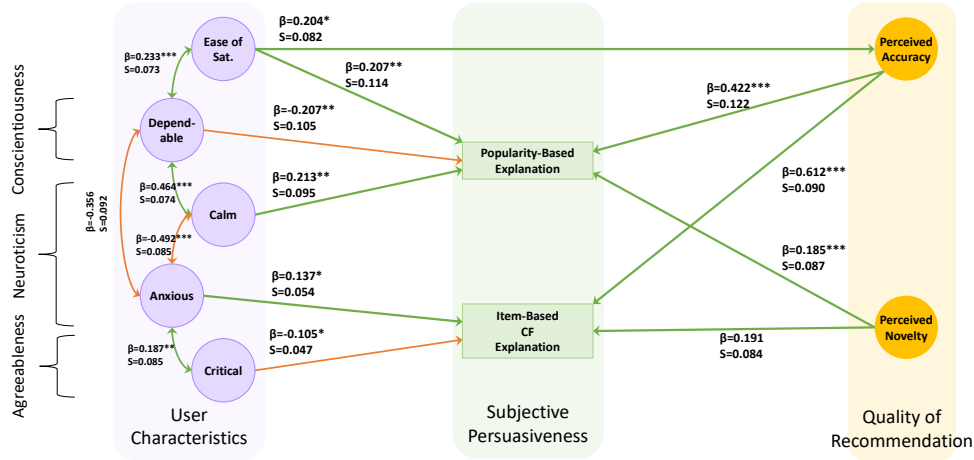 β=0.204*
S=0.082
Ease of
Sat.
Perceived
Accuracy
β=0.233***
S=0.073
β=0.207**
S=0.114
β=0.422***
S=0.122
Conscientiousness
Depend-
able
β=-0.207**
S=0.105
Popularity-Based
Explanation
β=0.612***
S=0.090
β=0.464***
S=0.074
β=0.213**
S=0.095
Calm
β=-0.356
S=0.092
Neuroticism
β=-0.492***
S=0.085
β=0.185***
S=0.087
Anxious
β=0.137*
S=0.054
Item-Based
CF
Explanation
Perceived
Novelty
β=0.191
S=0.084
Agreeableness
β=0.187**
S=0.085
β=-0.105*
S=0.047
Critical
User
Characteristics
Subjective
Persuasiveness
Quality of
Recommendation